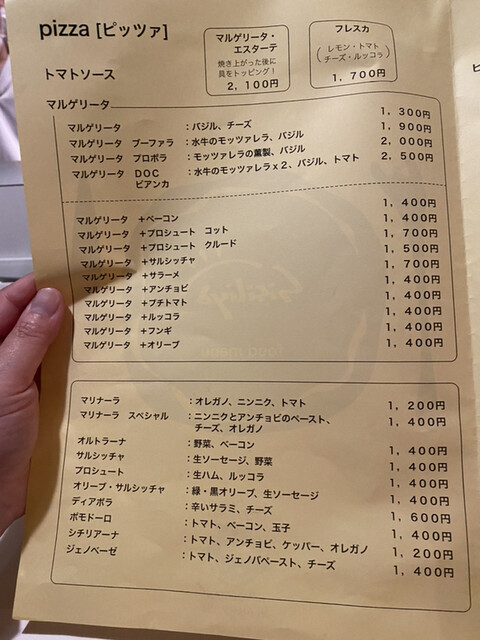 pizza [ピッツァ]
マルゲリータ・
エスターテ
焼き上がった後に
具をトッピング!
2,100円
フレスカ
(レモン・トマト
チーズ・ルッコラ)
1,700円
トマトソース
マルゲリータ
マルゲリータ :バジル、チーズ 1,300円
マルゲリータ ブーファラ :水牛のモッツァレラ、バジル 1,900円
マルゲリータ プロボラ :モッツァレラの薫製、バジル 2,000円
マルゲリータ DOC :水牛のモッツァレラx2、バジル、トマト 2,500円
ビアンカ
マルゲリータ +ベーコン 1,400円
マルゲリータ +プロシュート コット 1,400円
マルゲリータ +プロシュート クルード 1,700円
マルゲリータ +サルシッチャ 1,500円
マルゲリータ +サラーメ 1,700円
マルゲリータ +アンチョビ 1,400円
マルゲリータ +プチトマト 1,400円
マルゲリータ +ルッコラ 1,400円
マルゲリータ +フンギ 1,400円
マルゲリータ +オリーブ 1,400円
マリナーラ :オレガノ、ニンニク、トマト 1,200円
マリナーラ スペシャル :ニンニクとアンチョビのペースト、 1,400円
チーズ、オレガノ
オルトラーナ :野菜、ベーコン 1,400円
サルシッチャ :生ソーセージ、野菜 1,400円
プロシュート :生ハム、ルッコラ 1,400円
オリーブ・サルシッチャ :緑・黒オリーブ、生ソーセージ 1,400円
ディアボラ :辛いサラミ、チーズ 1,600円
ポモドーロ :トマト、ベーコン、玉子 1,400円
シチリアーナ :トマト、アンチョビ、ケッパー、オレガノ 1,200円
ジェノベーゼ :トマト、ジェノバペースト、チーズ 1,400円